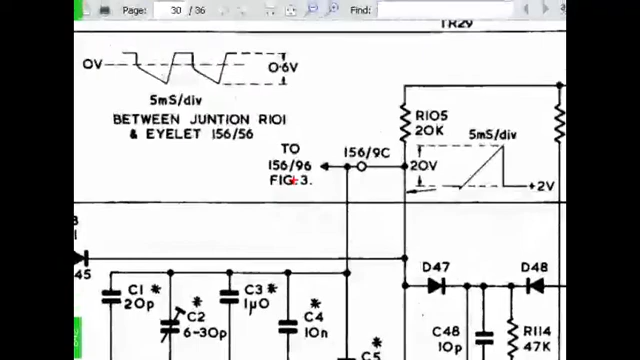 Page: 30 / 36 Find:
TR29
0V
0·6V
5mS/div
BETWEEN JUNTION R101
& EYELET 156/56
R105
20K
5mS/div
TO
156/96
FIG·3.
156/9C
20V
+2V
45
D47
D48
C1 *
20p
*
C2
6-30p
C3 *
1µ0
*
C4
10n
*
C5
C48
10p
R114
47K